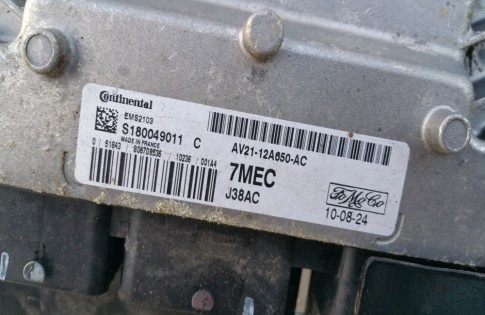 Continental
EMS2103
S180049011 C
MADE IN FRANCE
AV21-12A650-AC
7MEC
J38AC
FoMoCo
10-08-24